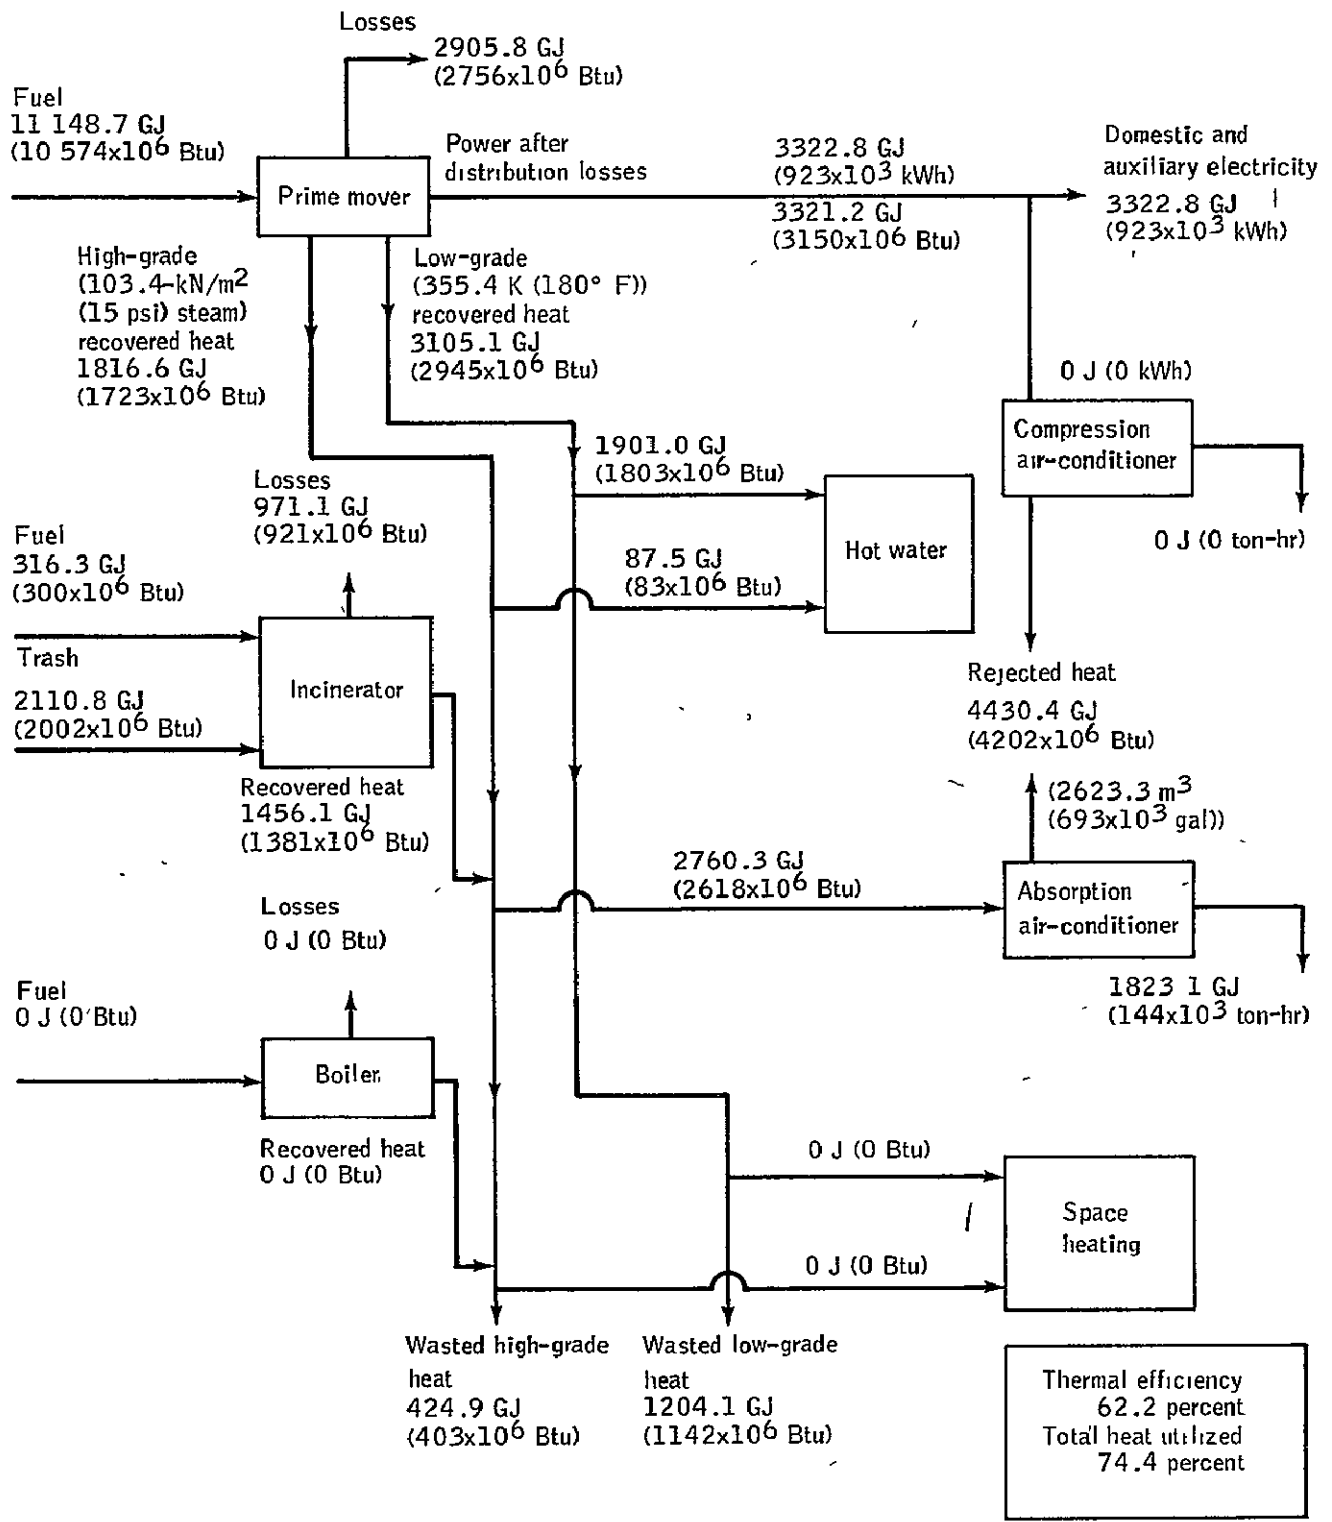 Losses
2905.8 GJ
(2756x10⁶ Btu)
Fuel
11 148.7 GJ
(10 574x10⁶ Btu)
Prime mover
Power after
distribution losses
3322.8 GJ
(923x10³ kWh)
3321.2 GJ
(3150x10⁶ Btu)
Domestic and
auxiliary electricity
3322.8 GJ
(923x10³ kWh)
High-grade
(103.4-kN/m²
(15 psi) steam)
recovered heat
1816.6 GJ
(1723x10⁶ Btu)
Low-grade
(355.4 K (180° F))
recovered heat
3105.1 GJ
(2945x10⁶ Btu)
0 J (0 kWh)
Compression
air-conditioner
0 J (0 ton-hr)
1901.0 GJ
(1803x10⁶ Btu)
Hot water
87.5 GJ
(83x10⁶ Btu)
Losses
971.1 GJ
(921x10⁶ Btu)
Fuel
316.3 GJ
(300x10⁶ Btu)
Trash
2110.8 GJ
(2002x10⁶ Btu)
Incinerator
Recovered heat
1456.1 GJ
(1381x10⁶ Btu)
Rejected heat
4430.4 GJ
(4202x10⁶ Btu)
(2623.3 m³
(693x10³ gal))
2760.3 GJ
(2618x10⁶ Btu)
Absorption
air-conditioner
1823 1 GJ
(144x10³ ton-hr)
Losses
0 J (0 Btu)
Fuel
0 J (0 Btu)
Boiler
Recovered heat
0 J (0 Btu)
0 J (0 Btu)
Space
heating
0 J (0 Btu)
Wasted high-grade
heat
424.9 GJ
(403x10⁶ Btu)
Wasted low-grade
heat
1204.1 GJ
(1142x10⁶ Btu)
Thermal efficiency
62.2 percent
Total heat utilized
74.4 percent